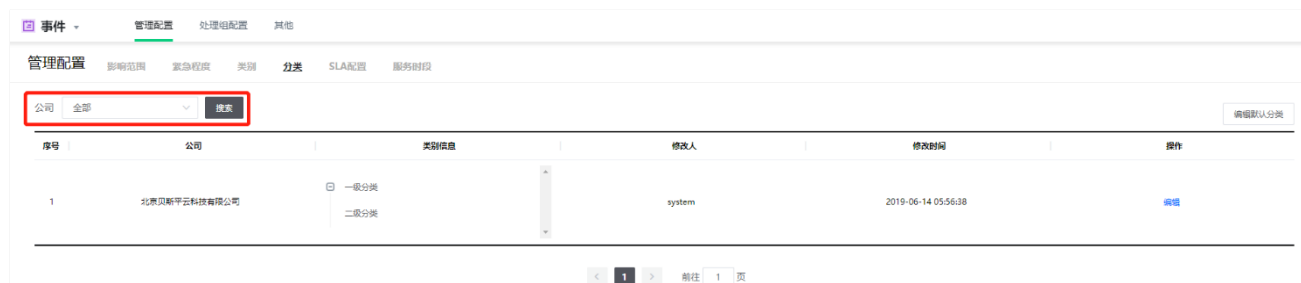 事件 管理配置 处理组配置 其他
管理配置 影响范围 紧急程度 类别 分类 SLA配置 服务时段
公司 全部 搜索 编辑默认分类
序号 公司 类别信息 修改人 修改时间 操作
一级分类
1 北京贝斯平云科技有限公司 system 2019-06-14 05:56:38 编辑
二级分类
1 前往 1 页